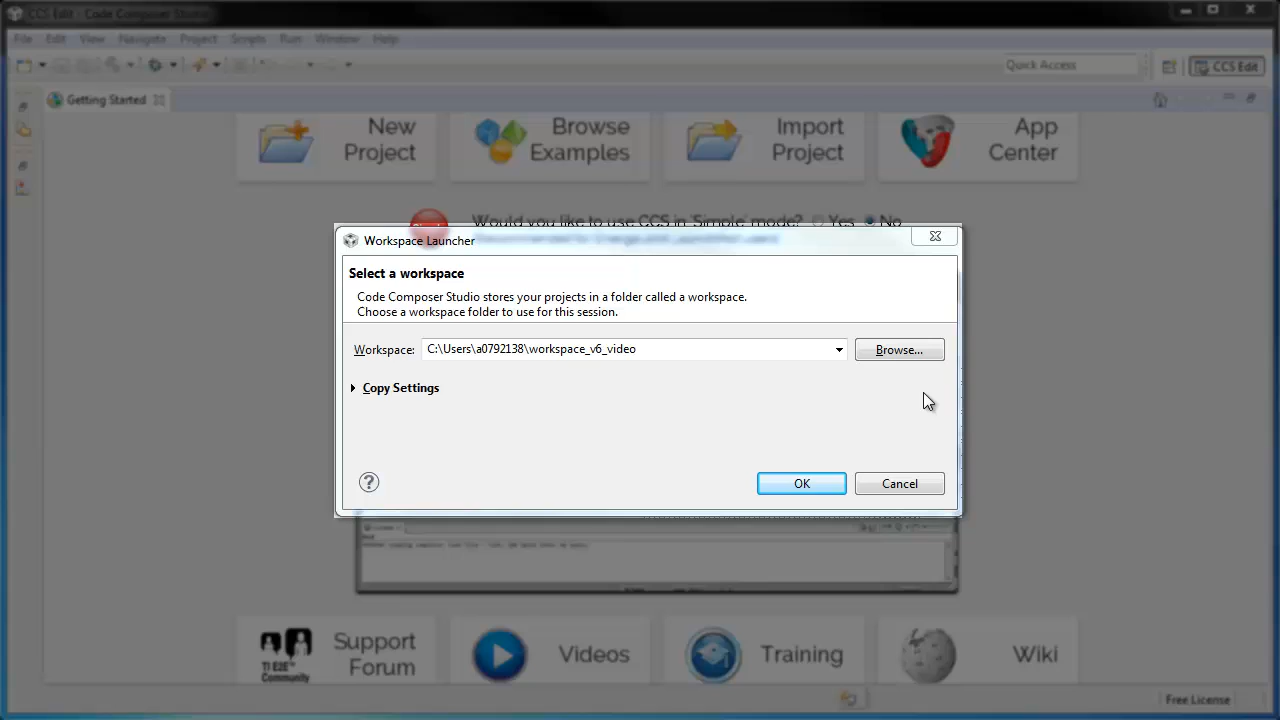 CCS Edit - Code Composer Studio
File Edit View Navigate Project Scripts Run Window Help
Quick Access
CCS Edit
Getting Started
New Project
Browse Examples
Import Project
App Center
Would you like to use CCS in 'Simple' mode? Yes No
Workspace Launcher
Select a workspace
Code Composer Studio stores your projects in a folder called a workspace.
Choose a workspace folder to use for this session.
Workspace: C:\Users\a0792138\workspace_v6_video Browse...
Copy Settings
?
OK Cancel
TI E2E™
Community
Support Forum
Videos
Training
Wiki
Free License